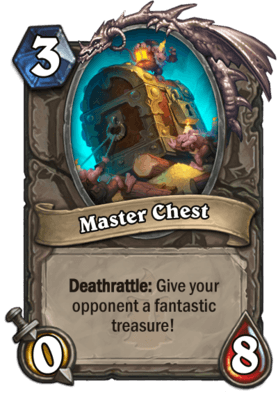 3
Master Chest
Deathrattle: Give your
opponent a fantastic
treasure!
0
8